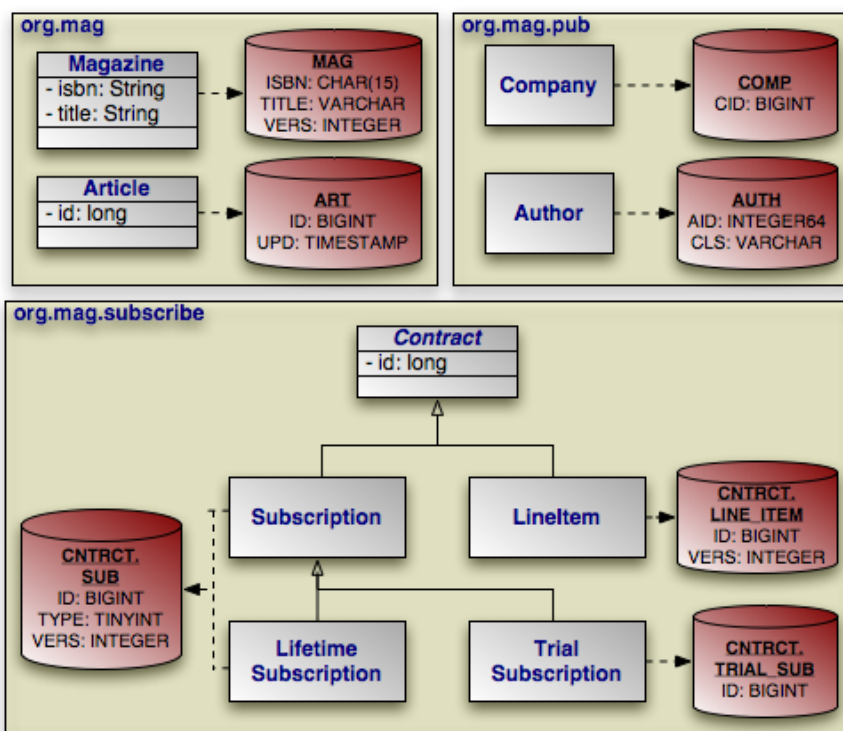 org.mag
Magazine
- isbn: String
- title: String
MAG
ISBN: CHAR(15)
TITLE: VARCHAR
VERS: INTEGER
Article
- id: long
ART
ID: BIGINT
UPD: TIMESTAMP
org.mag.pub
Company
COMP
CID: BIGINT
Author
AUTH
AID: INTEGER64
CLS: VARCHAR
org.mag.subscribe
Contract
- id: long
Subscription
LineItem
CNTRCT.
LINE_ITEM
ID: BIGINT
VERS: INTEGER
CNTRCT.
SUB
ID: BIGINT
TYPE: TINYINT
VERS: INTEGER
Lifetime
Subscription
Trial
Subscription
CNTRCT.
TRIAL_SUB
ID: BIGINT